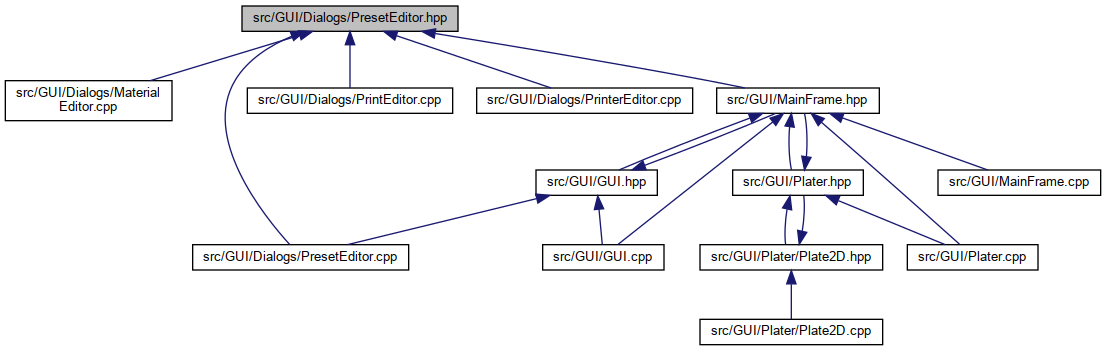 src/GUI/Dialogs/PresetEditor.hpp
src/GUI/Dialogs/Material
Editor.cpp
src/GUI/Dialogs/PrintEditor.cpp
src/GUI/Dialogs/PrinterEditor.cpp
src/GUI/MainFrame.hpp
src/GUI/GUI.hpp
src/GUI/Plater.hpp
src/GUI/MainFrame.cpp
src/GUI/Dialogs/PresetEditor.cpp
src/GUI/GUI.cpp
src/GUI/Plater/Plate2D.hpp
src/GUI/Plater.cpp
src/GUI/Plater/Plate2D.cpp